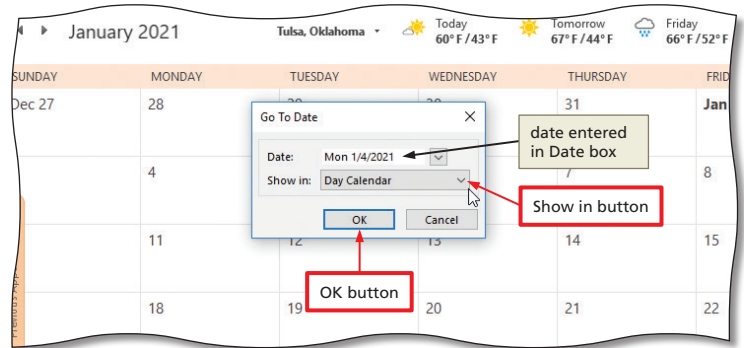 January 2021
Tulsa, Oklahoma
Today
60°F/43°F
Tomorrow
67°F/44°F
Friday
66°F/52°F
SUNDAY MONDAY TUESDAY WEDNESDAY THURSDAY FRID
Dec 27 28 31 Jan
Go To Date
Date: Mon 1/4/2021
Show in: Day Calendar
OK Cancel
date entered
in Date box
4 8
Show in button
11 12 13 14 15
OK button
18 19 20 21 22